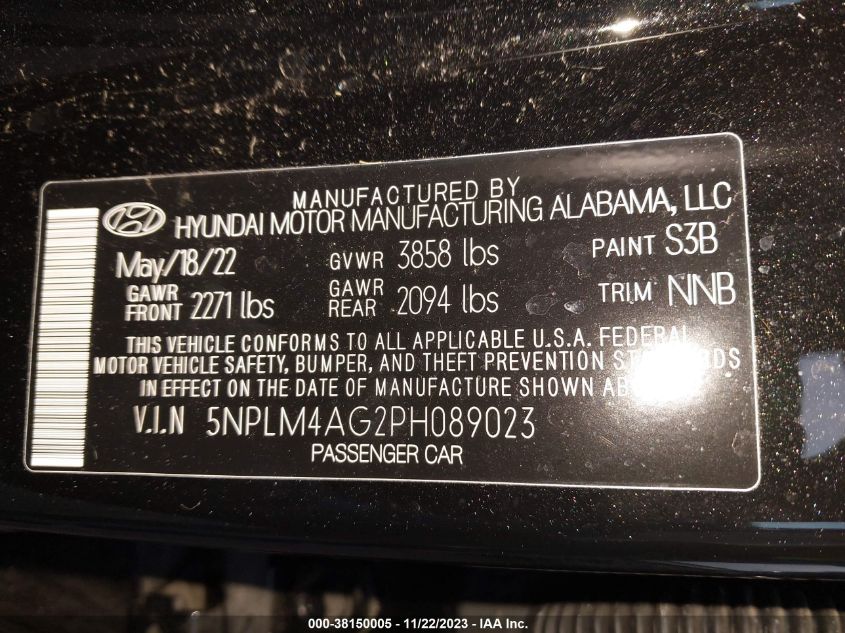 MANUFACTURED BY
HYUNDAI MOTOR MANUFACTURING ALABAMA, LLC
May/18/22 GVWR 3858 lbs PAINT S3B
GAWR FRONT 2271 lbs GAWR REAR 2094 lbs TRIM NNB
THIS VEHICLE CONFORMS TO ALL APPLICABLE U.S.A. FEDERAL
MOTOR VEHICLE SAFETY, BUMPER, AND THEFT PREVENTION
IN EFFECT ON THE DATE OF MANUFACTURE SHOWN
V.I.N 5NPLM4AG2PH089023
PASSENGER CAR
000-38150005 - 11/22/2023 - IAA Inc.